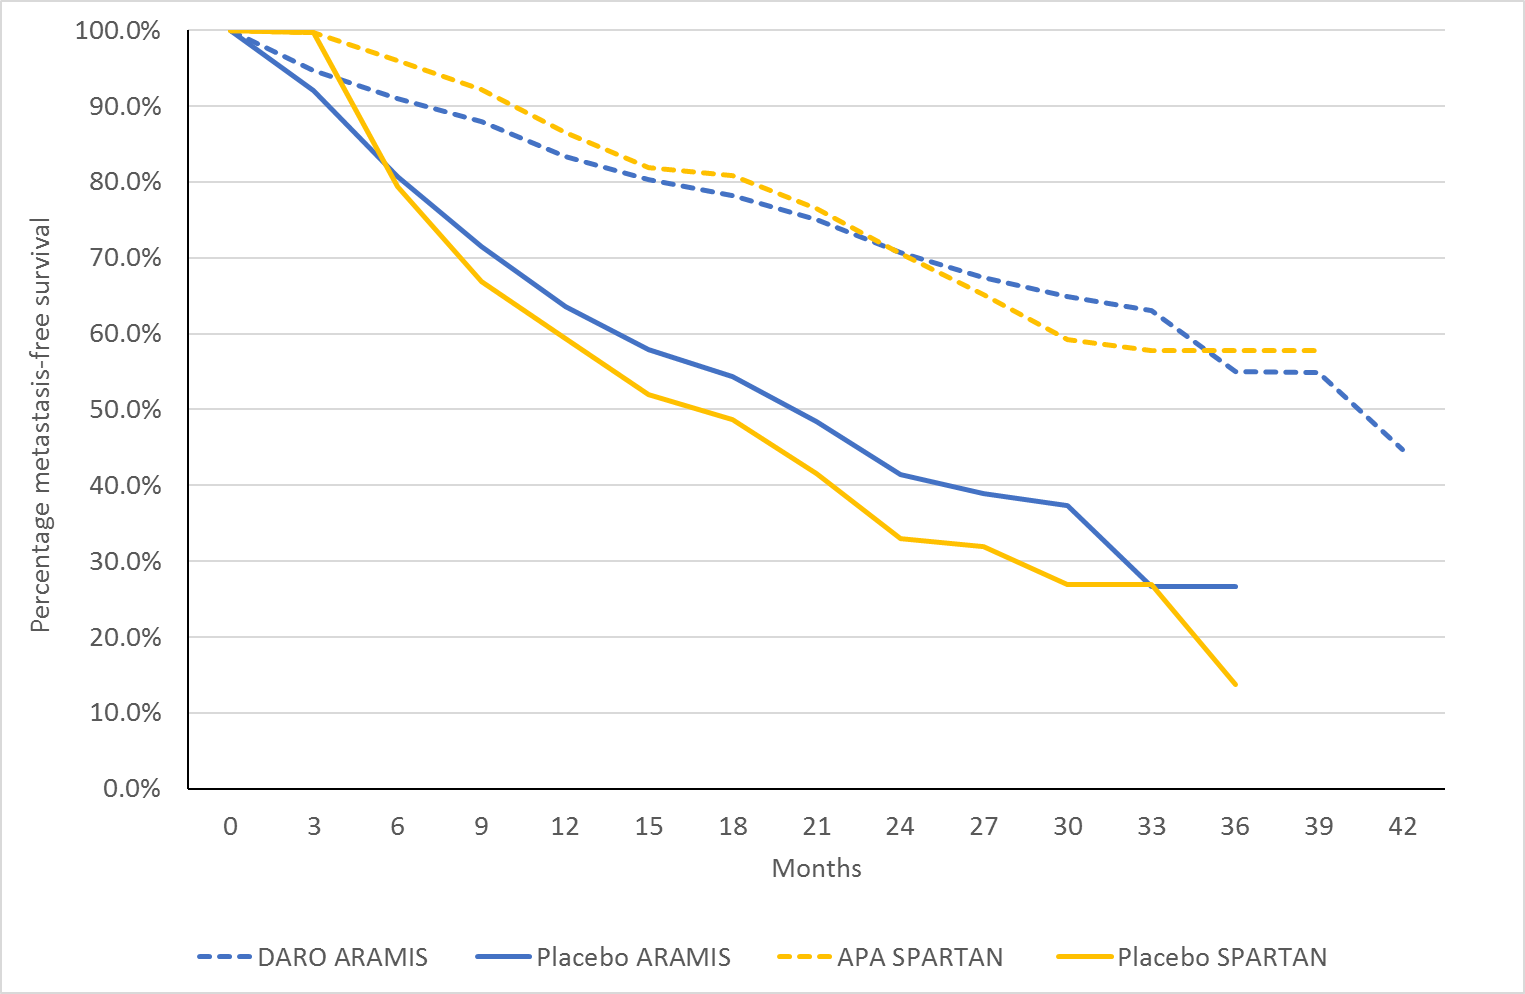 100.0%
90.0%
80.0%
70.0%
60.0%
50.0%
40.0%
30.0%
20.0%
10.0%
0.0%
Percentage metastasis-free survival
0 3 6 9 12 15 18 21 24 27 30 33 36 39 42
Months
DARO ARAMIS Placebo ARAMIS APA SPARTAN Placebo SPARTAN